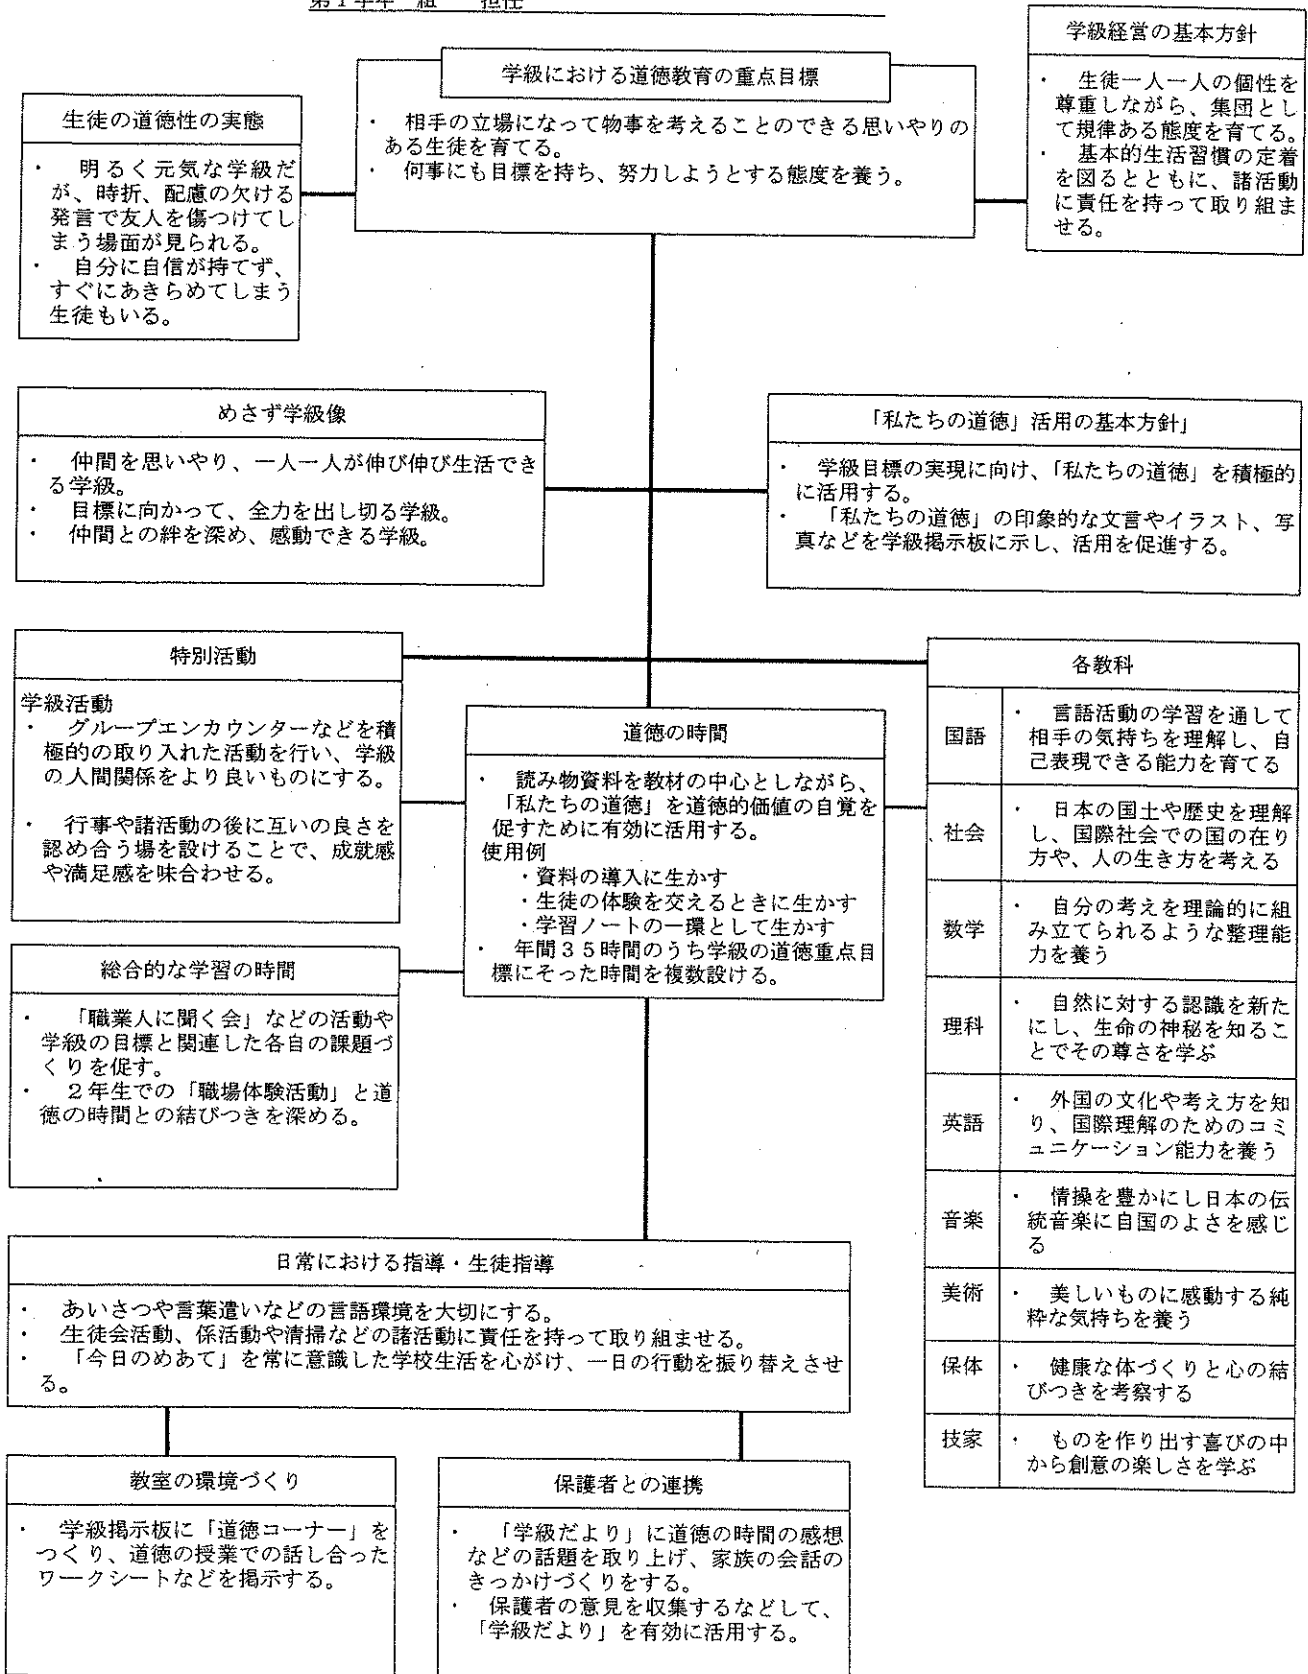 第1学年 組 担任
学級経営の基本方針
・ 生徒一人一人の個性を
尊重しながら、集団とし
て規律ある態度を育てる。
・ 基本的生活習慣の定着
を図るとともに、諸活動
に責任を持って取り組ま
せる。
学級における道徳教育の重点目標
・ 相手の立場になって物事を考えることのできる思いやりの
ある生徒を育てる。
・ 何事にも目標を持ち、努力しようとする態度を養う。
生徒の道徳性の実態
・ 明るく元気な学級だ
が、時折、配慮の欠ける
発言で友人を傷つけてし
まう場面が見られる。
・ 自分に自信が持てず、
すぐにあきらめてしまう
生徒もいる。
めさず学級像
・ 仲間を思いやり、一人一人が伸び伸び生活でき
る学級。
・ 目標に向かって、全力を出し切る学級。
・ 仲間との絆を深め、感動できる学級。
「私たちの道徳」活用の基本方針」
・ 学級目標の実現に向け、「私たちの道徳」を積極的
に活用する。
・ 「私たちの道徳」の印象的な文言やイラスト、写
真などを学級掲示板に示し、活用を促進する。
特別活動
学級活動
・ グループエンカウンターなどを積
極的の取り入れた活動を行い、学級
の人間関係をより良いものにする。
・ 行事や諸活動の後に互いの良さを
認め合う場を設けることで、成就感
や満足感を味合わせる。
道徳の時間
・ 読み物資料を教材の中心としながら、
「私たちの道徳」を道徳的価値の自覚を
促すために有効に活用する。
使用例
・資料の導入に生かす
・生徒の体験を交えるときに生かす
・学習ノートの一環として生かす
・ 年間35時間のうち学級の道徳重点目
標にそった時間を複数設ける。
総合的な学習の時間
・ 「職業人に聞く会」などの活動や
学級の目標と関連した各自の課題づ
くりを促す。
・ 2年生での「職場体験活動」と道
徳の時間との結びつきを深める。
各教科
国語
・ 言語活動の学習を通して
相手の気持ちを理解し、自
己表現できる能力を育てる
社会
・ 日本の国土や歴史を理解
し、国際社会での国の在り
方や、人の生き方を考える
数学
・ 自分の考えを理論的に組
み立てられるような整理能
力を養う
理科
・ 自然に対する認識を新た
にし、生命の神秘を知るこ
とでその尊さを学ぶ
英語
・ 外国の文化や考え方を知
り、国際理解のためのコミ
ュニケーション能力を養う
音楽
・ 情操を豊かにし日本の伝
統音楽に自国のよさを感じ
る
美術
・ 美しいものに感動する純
粋な気持ちを養う
保体
・ 健康な体づくりと心の結
びつきを考察する
技家
・ ものを作り出す喜びの中
から創意の楽しさを学ぶ
日常における指導・生徒指導
・ あいさつや言葉遣いなどの言語環境を大切にする。
・ 生徒会活動、係活動や清掃などの諸活動に責任を持って取り組ませる。
・ 「今日のめあて」を常に意識した学校生活を心がけ、一日の行動を振り替えさせ
る。
教室の環境づくり
・ 学級掲示板に「道徳コーナー」を
つくり、道徳の授業での話し合った
ワークシートなどを掲示する。
保護者との連携
・ 「学級だより」に道徳の時間の感想
などの話題を取り上げ、家族の会話の
きっかけづくりをする。
・ 保護者の意見を収集するなどして、
「学級だより」を有効に活用する。